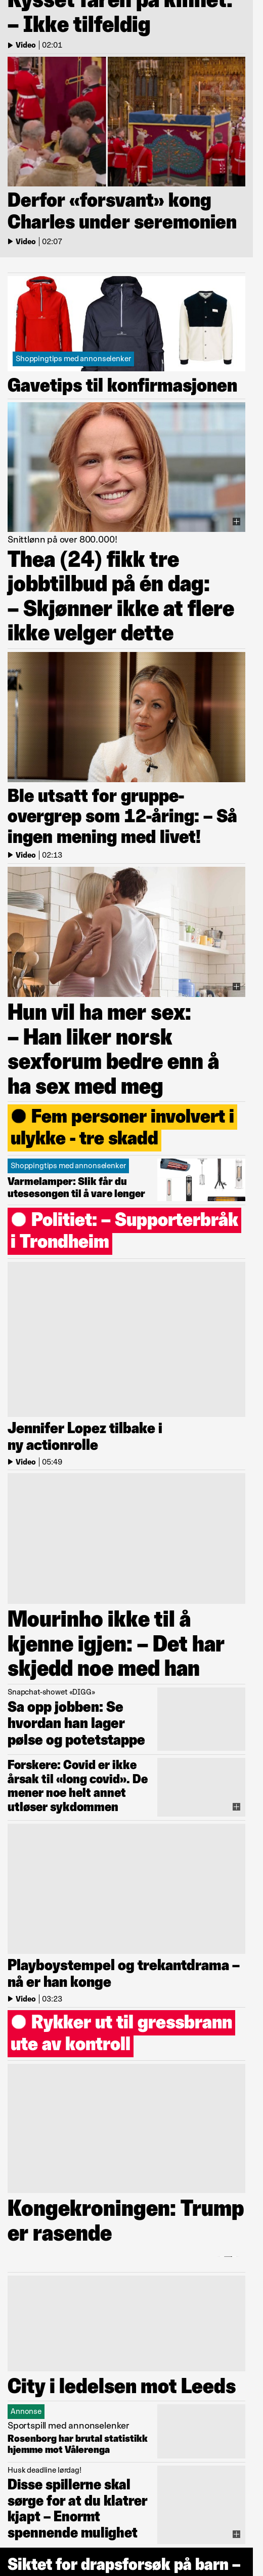 Kysset faren på kinnet:
– Ikke tilfeldig
Video | 02:01
Derfor «forsvant» kong
Charles under seremonien
Video | 02:07
Shoppingtips med annonselenker
Gavetips til konfirmasjonen
Snittlønn på over 800.000!
Thea (24) fikk tre
jobbtilbud på én dag:
– Skjønner ikke at flere
ikke velger dette
Ble utsatt for gruppe-
overgrep som 12-åring: – Så
ingen mening med livet!
Video | 02:13
Hun vil ha mer sex:
– Han liker norsk
sexforum bedre enn å
ha sex med meg
Fem personer involvert i
ulykke - tre skadd
Shoppingtips med annonselenker
Varmelamper: Slik får du
utesesongen til å vare lenger
Politiet: – Supporterbråk
i Trondheim
Jennifer Lopez tilbake i
ny actionrolle
Video | 05:49
Mourinho ikke til å
kjenne igjen: – Det har
skjedd noe med han
Snapchat-showet «DIGG»
Sa opp jobben: Se
hvordan han lager
pølse og potetstappe
Forskere: Covid er ikke
årsak til «long covid». De
mener noe helt annet
utløser sykdommen
Playboystempel og trekantdrama –
nå er han konge
Video | 03:23
Rykker ut til gressbrann
ute av kontroll
Kongekroningen: Trump
er rasende
City i ledelsen mot Leeds
Annonse
Sportspill med annonselenker
Rosenborg har brutal statistikk
hjemme mot Vålerenga
Husk deadline lørdag!
Disse spillerne skal
sørge for at du klatrer
kjapt – Enormt
spennende mulighet
Siktet for drapsforsøk på barn –